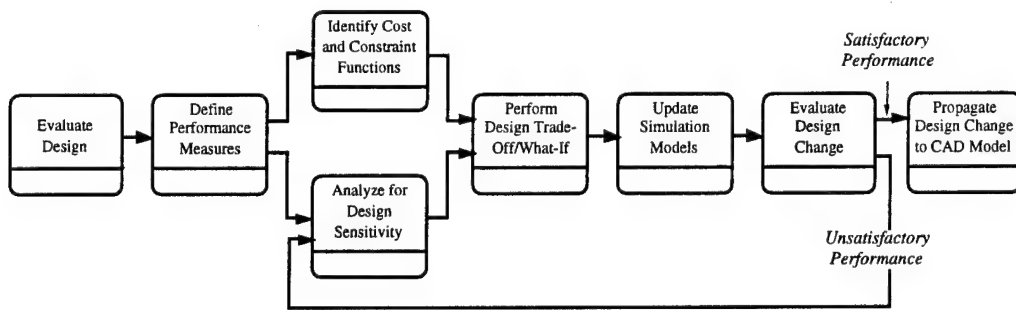 Identify Cost
and Constraint
Functions
Satisfactory
Performance
Evaluate
Design
Define
Performance
Measures
Perform
Design Trade-
Off/What-If
Update
Simulation
Models
Evaluate
Design
Change
Propagate
Design Change
to CAD Model
Analyze for
Design
Sensitivity
Unsatisfactory
Performance